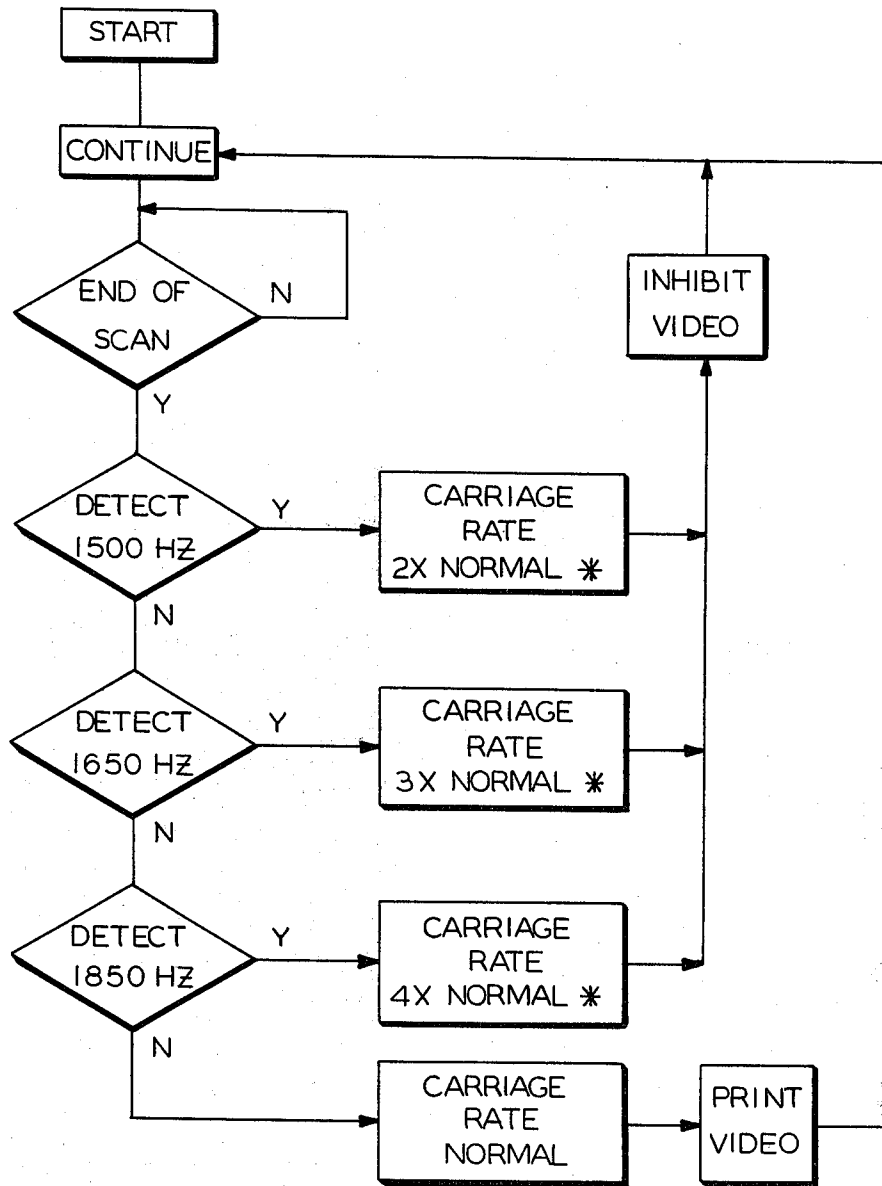 START
CONTINUE
END OF
SCAN
N
Y
INHIBIT
VIDEO
DETECT
1500 HZ
Y
N
CARRIAGE
RATE
2X NORMAL *
DETECT
1650 HZ
Y
N
CARRIAGE
RATE
3X NORMAL *
DETECT
1850 HZ
Y
N
CARRIAGE
RATE
4X NORMAL *
CARRIAGE
RATE
NORMAL
PRINT
VIDEO